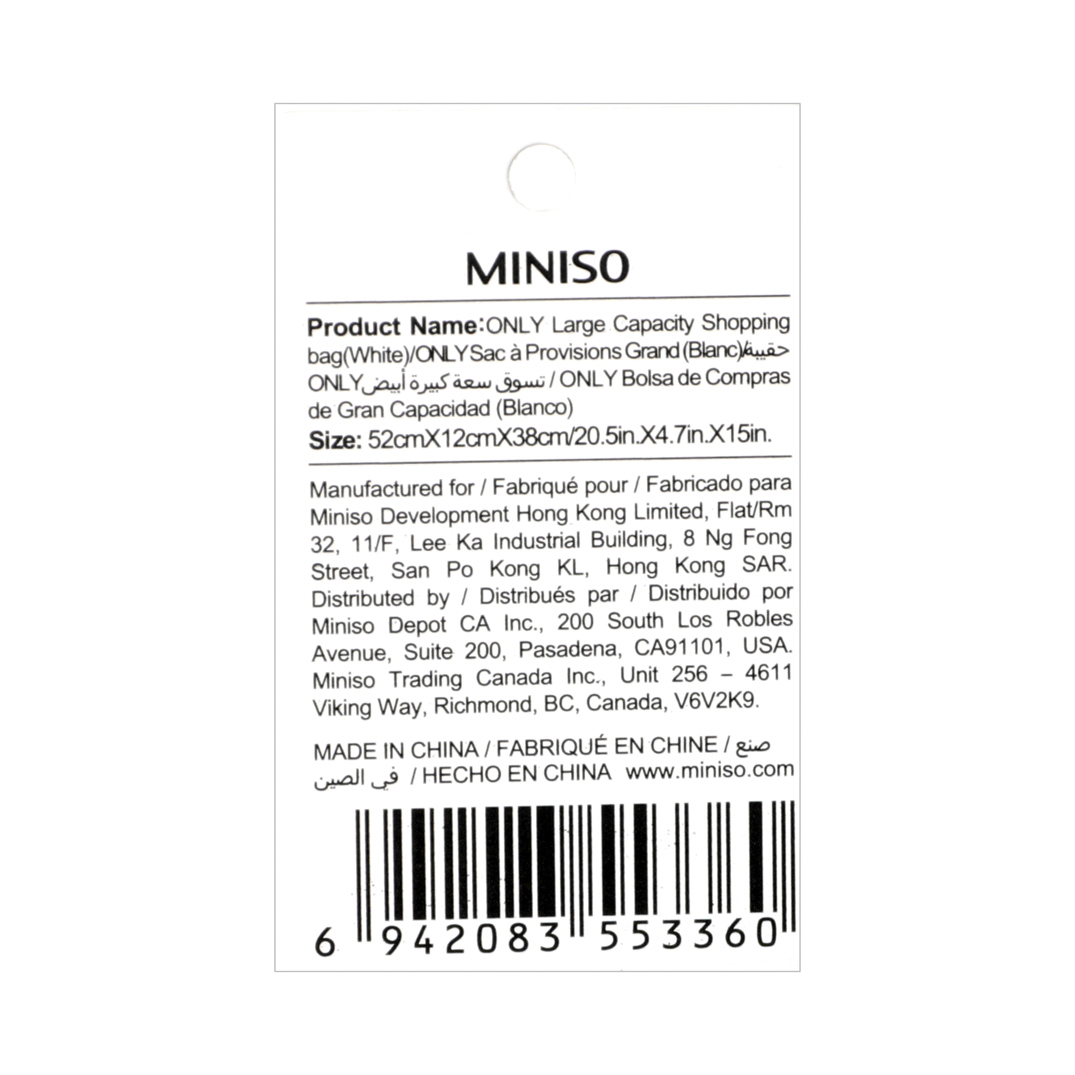 MINISO
Product Name:ONLY Large Capacity Shopping
bag(White)/ONLY Sac à Provisions Grand (Blanc)/حقيبة
ONLY تسوق سعة كبيرة أبيض / ONLY Bolsa de Compras
de Gran Capacidad (Blanco)
Size: 52cmX12cmX38cm/20.5in.X4.7in.X15in.
Manufactured for / Fabriqué pour / Fabricado para
Miniso Development Hong Kong Limited, Flat/Rm
32, 11/F, Lee Ka Industrial Building, 8 Ng Fong
Street, San Po Kong KL, Hong Kong SAR.
Distributed by / Distribués par / Distribuido por
Miniso Depot CA Inc., 200 South Los Robles
Avenue, Suite 200, Pasadena, CA91101, USA.
Miniso Trading Canada Inc., Unit 256 – 4611
Viking Way, Richmond, BC, Canada, V6V2K9.
MADE IN CHINA / FABRIQUÉ EN CHINE / صنع
في الصين / HECHO EN CHINA www.miniso.com
6 942083 553360